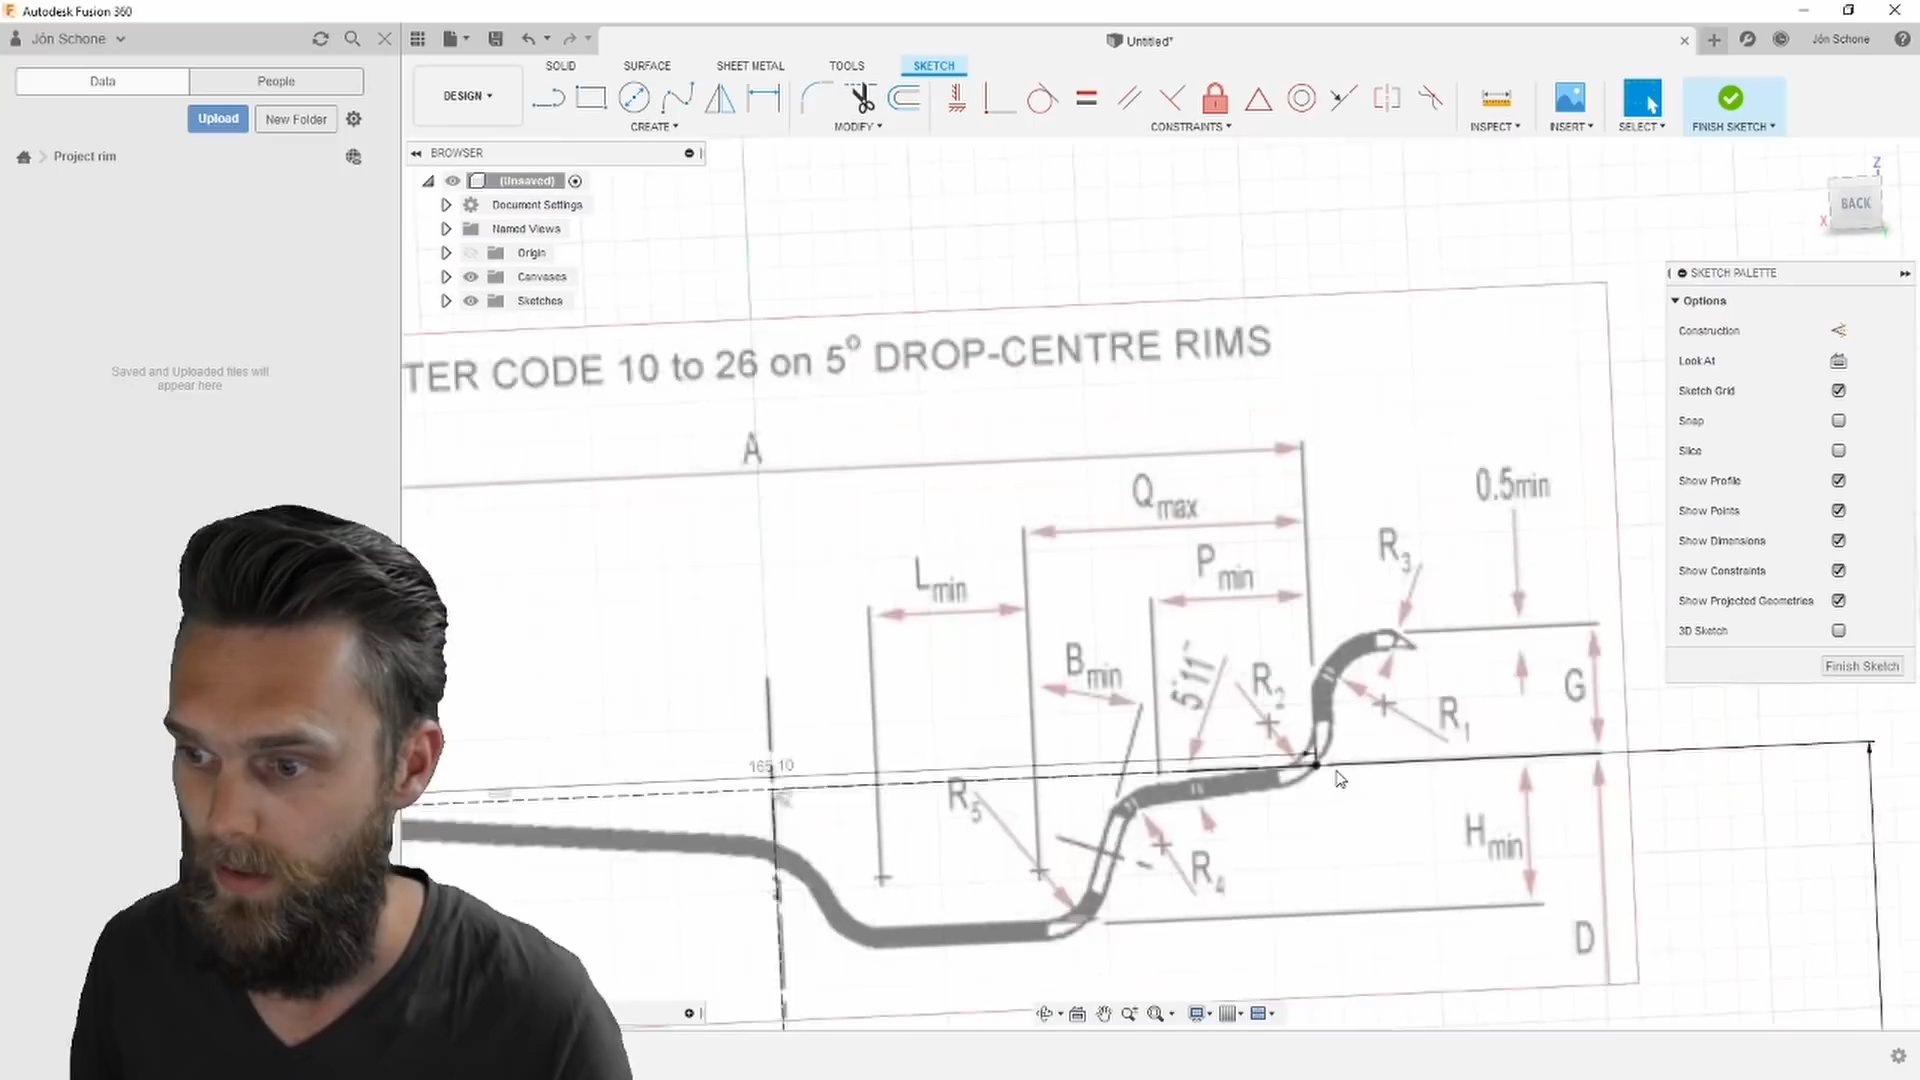 Autodesk Fusion 360
Jón Schone
Untitled*
Jón Schone
Data
People
SOLID
SURFACE
SHEET METAL
TOOLS
SKETCH
DESIGN
CREATE
MODIFY
CONSTRAINTS
INSPECT
INSERT
SELECT
FINISH SKETCH
Upload
New Folder
Project rim
Saved and Uploaded files will
appear here
BROWSER
(Unsaved)
Document Settings
Named Views
Origin
Canvases
Sketches
Z
BACK
X
Y
SKETCH PALETTE
Options
Construction
Look At
Sketch Grid
Snap
Slice
Show Profile
Show Points
Show Dimensions
Show Constraints
Show Projected Geometries
3D Sketch
Finish Sketch
TER CODE 10 to 26 on 5° DROP-CENTRE RIMS
A
Qmax
0.5min
R3
Lmin
Pmin
Bmin
5°11'
R2
R1
G
165.10
R5
R4
Hmin
D